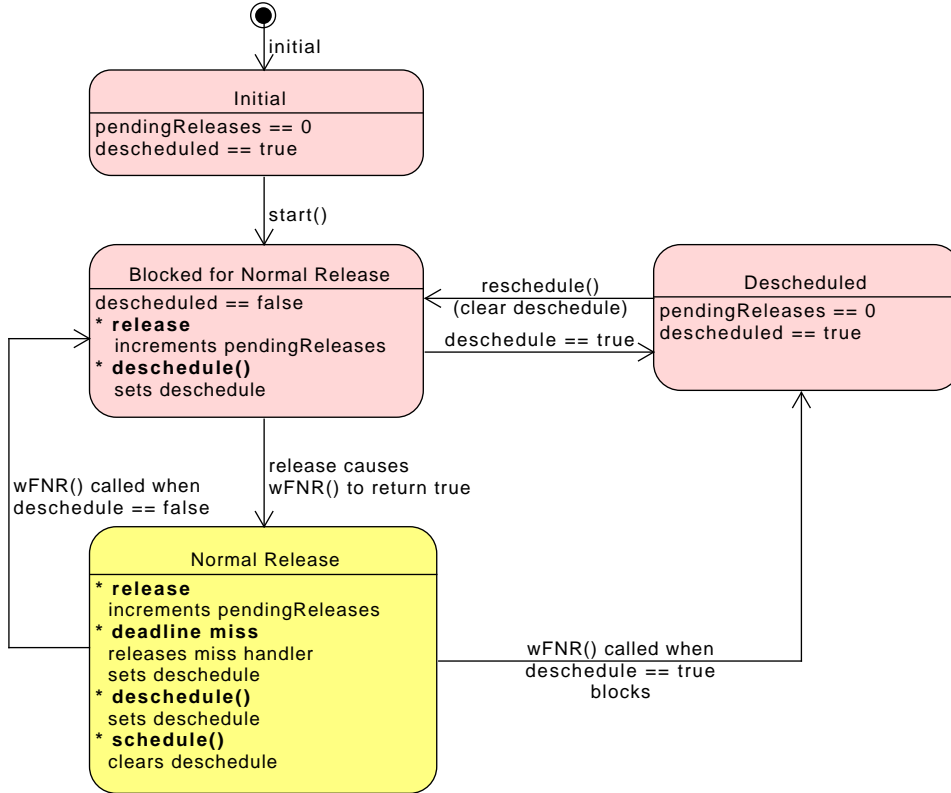 initial
Initial
pendingReleases == 0
descheduled == true
start()
Blocked for Normal Release
descheduled == false
* release
increments pendingReleases
* deschedule()
sets deschedule
reschedule()
(clear deschedule)
deschedule == true
Descheduled
pendingReleases == 0
descheduled == true
release causes
wFNR() to return true
wFNR() called when
deschedule == false
Normal Release
* release
increments pendingReleases
* deadline miss
releases miss handler
sets deschedule
* deschedule()
sets deschedule
* schedule()
clears deschedule
wFNR() called when
deschedule == true
blocks